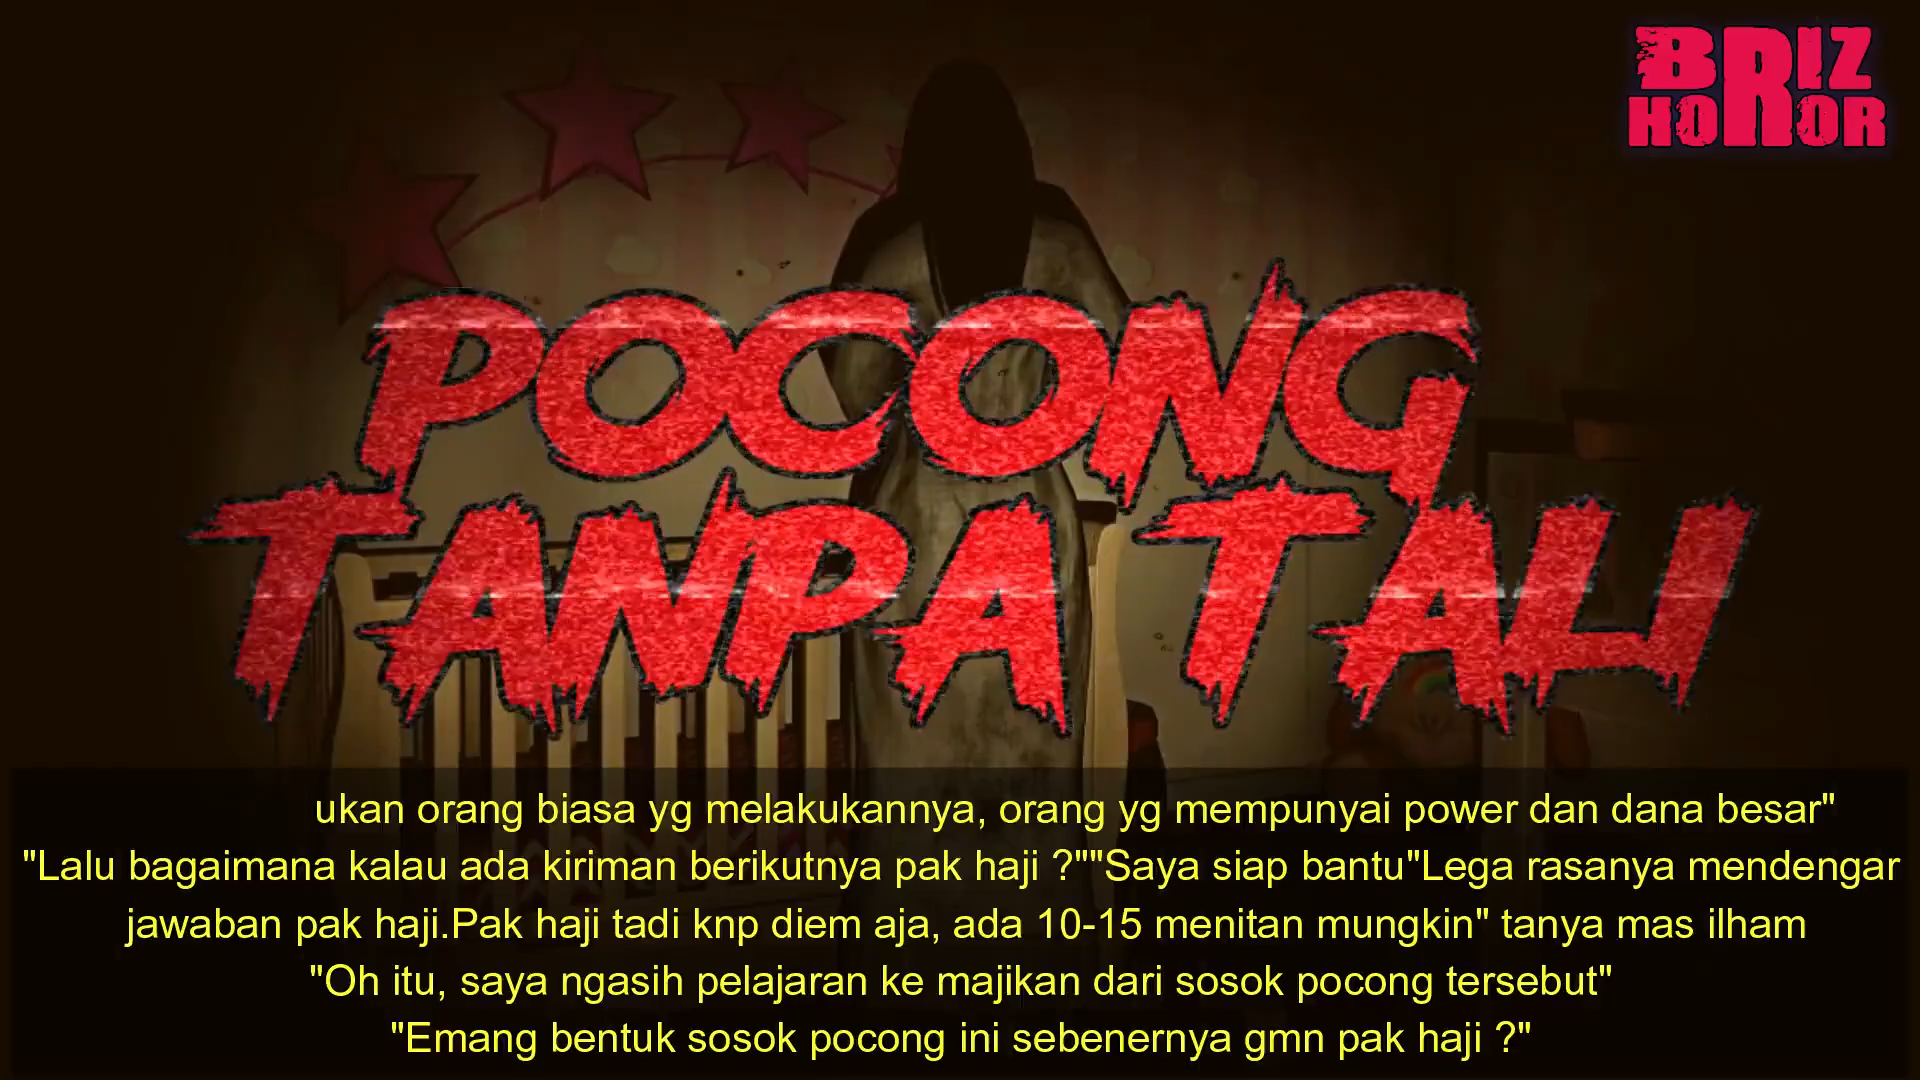 BRIZ
HOROR
POCONG
TANPA TALI
ukan orang biasa yg melakukannya, orang yg mempunyai power dan dana besar"
"Lalu bagaimana kalau ada kiriman berikutnya pak haji ?""Saya siap bantu"Lega rasanya mendengar
jawaban pak haji.Pak haji tadi knp diem aja, ada 10-15 menitan mungkin" tanya mas ilham
"Oh itu, saya ngasih pelajaran ke majikan dari sosok pocong tersebut"
"Emang bentuk sosok pocong ini sebenernya gmn pak haji ?"